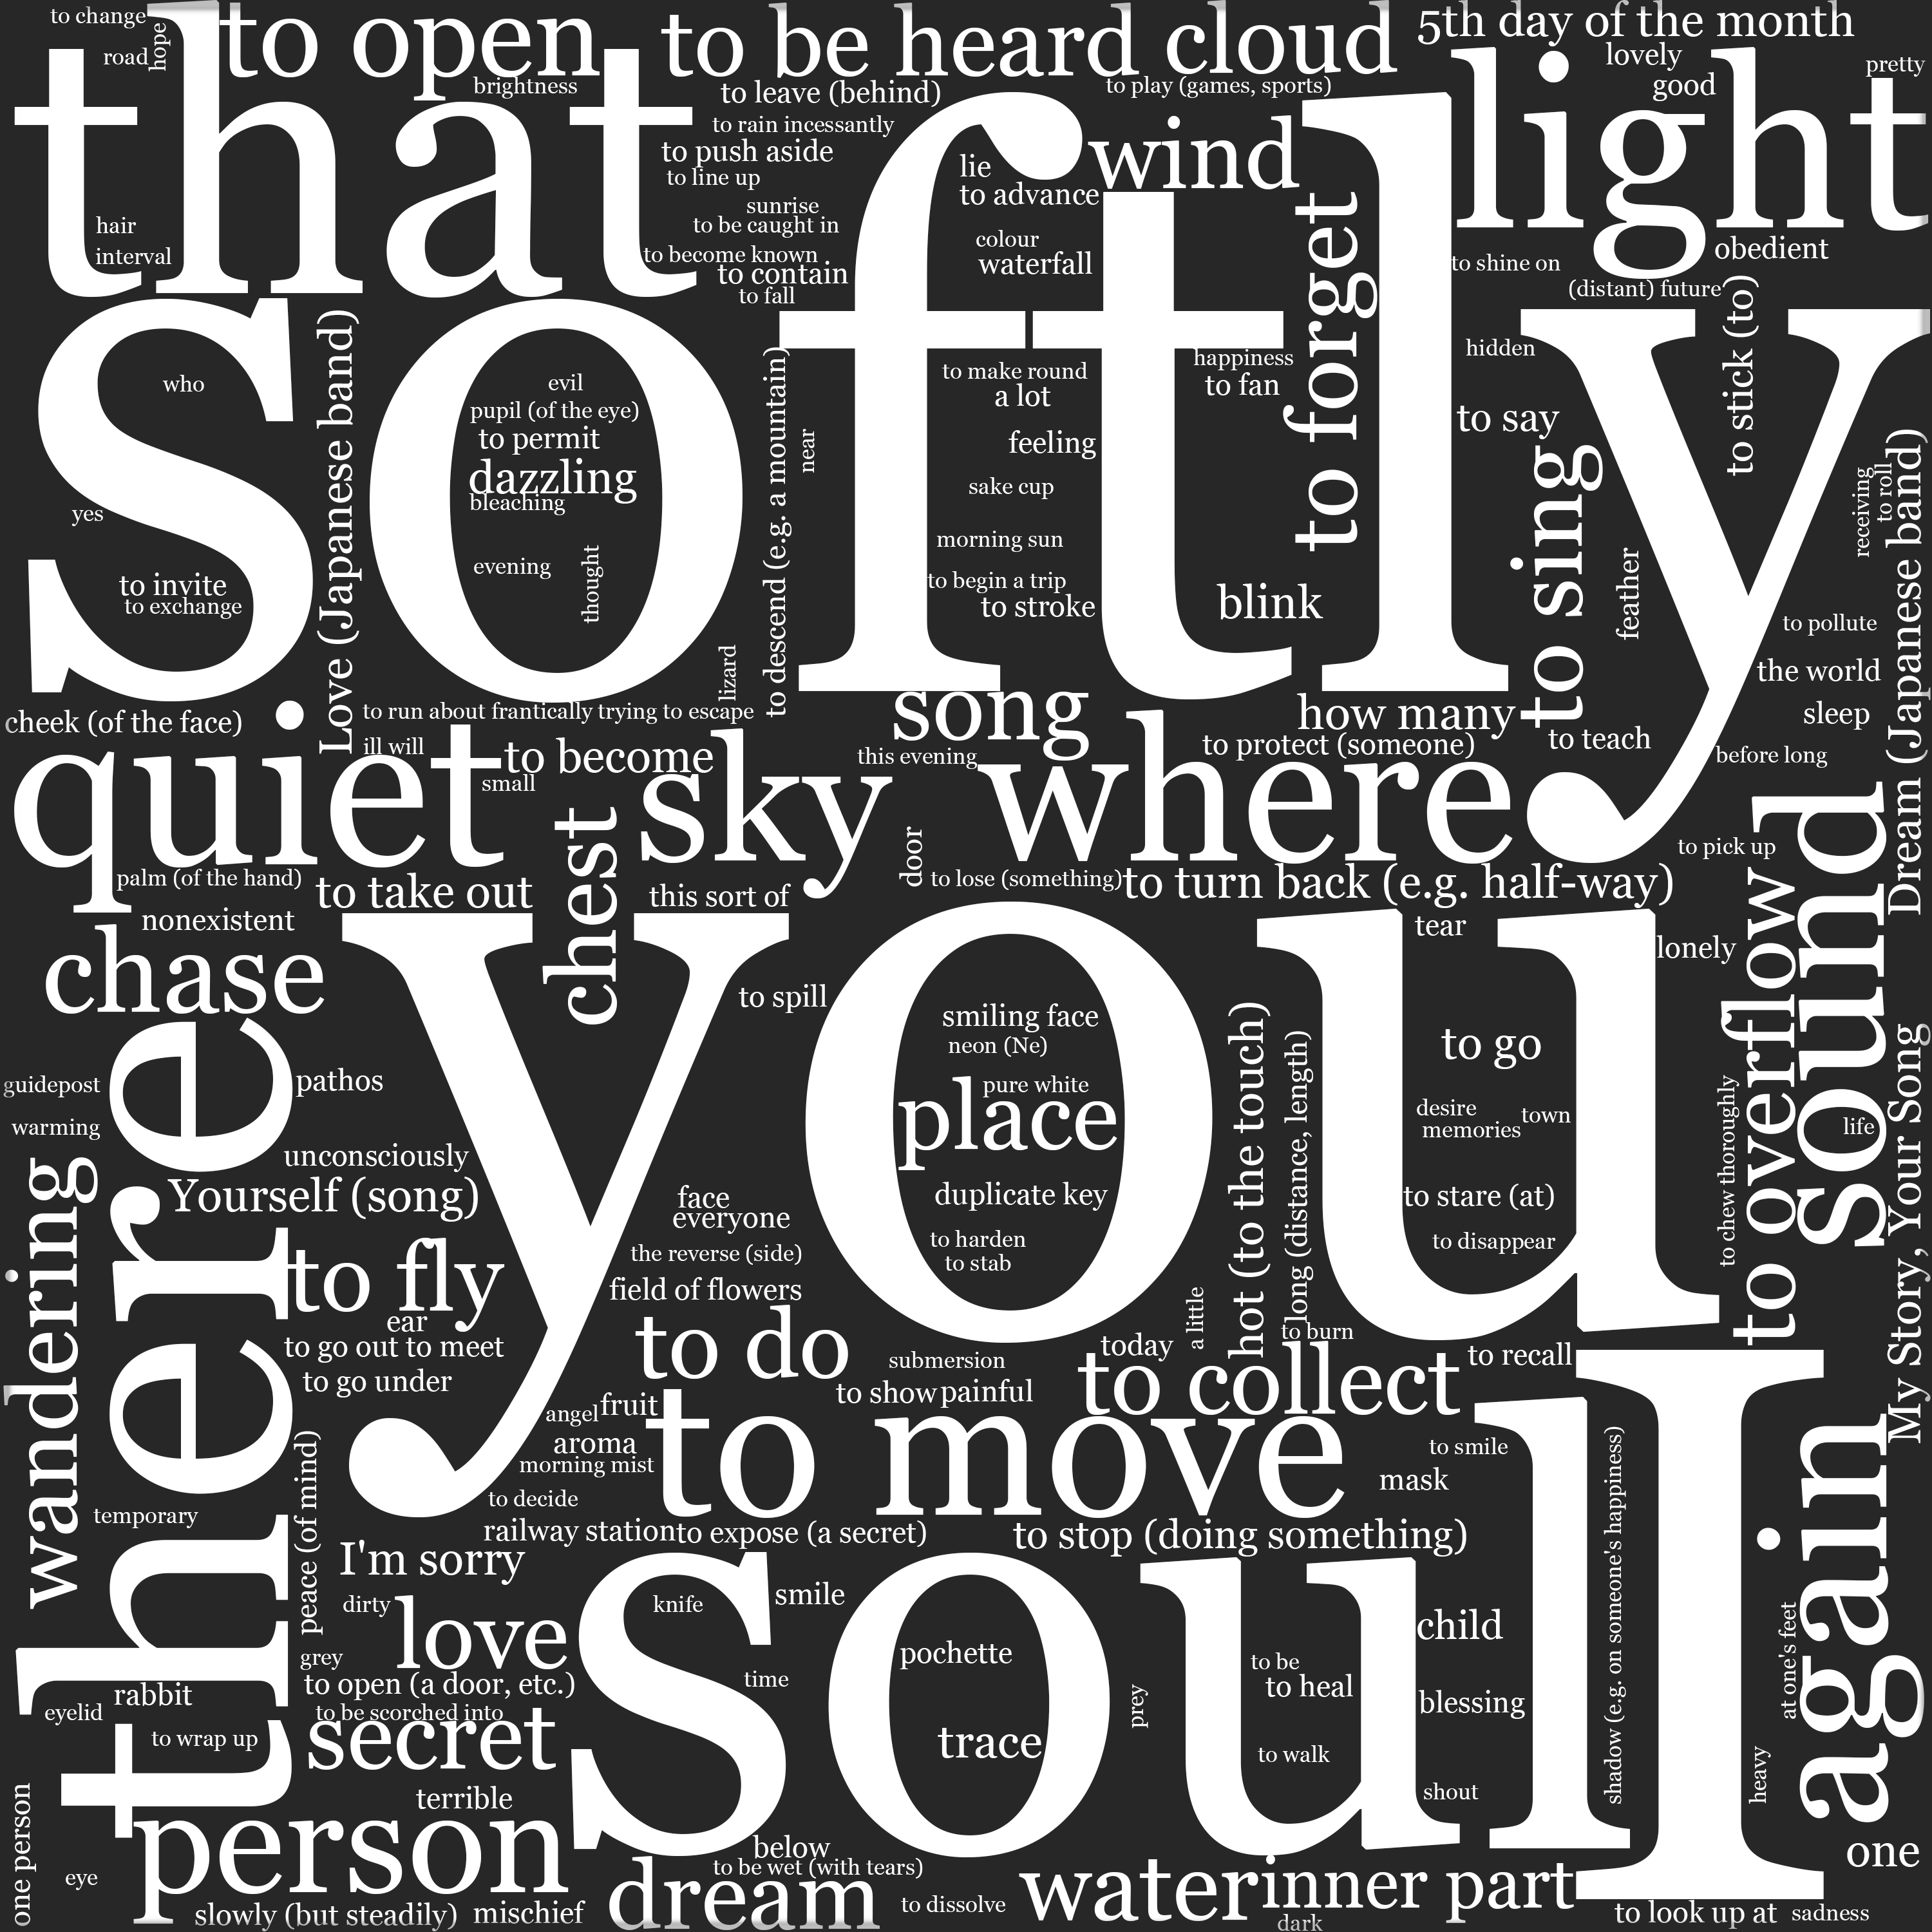 to change
hope
road
to open
to be heard
cloud
5th day of the month
lovely
good
pretty
that
brightness
to leave (behind)
to play (games, sports)
light
to rain incessantly
to push aside
to line up
lie
to advance
wind
hair
interval
sunrise
to be caught in
to become known
to contain
to fall
colour
waterfall
to forget
to shine on
obedient
(distant) future
to stick (to)
softly
who
Love (Japanese band)
evil
pupil (of the eye)
to permit
dazzling
bleaching
to descend (e.g. a mountain)
near
to make round
a lot
happiness
to fan
hidden
to say
feeling
sake cup
to sing
receiving
to roll
Dream (Japanese band)
yes
evening
thought
morning sun
to begin a trip
to stroke
blink
feather
to invite
to exchange
lizard
to pollute
the world
cheek (of the face)
to run about frantically trying to escape
song
how many
sleep
quiet
ill will
to become
small
sky
this evening
where
to protect (someone)
to teach
before long
chest
door
to pick up
sound
palm (of the hand)
to take out
this sort of
to lose (something)
to turn back (e.g. half-way)
to overflow
nonexistent
you
tear
lonely
chase
to spill
smiling face
neon (Ne)
hot (to the touch)
long (distance, length)
to go
there
guidepost
pathos
pure white
place
desire
memories
town
to chew thoroughly
life
My Story, Your Song
warming
wandering
unconsciously
Yourself (song)
face
everyone
duplicate key
to stare (at)
to fly
the reverse (side)
to harden
to stab
to disappear
field of flowers
a little
ear
to go out to meet
to do
today
to burn
to go under
submersion
to collect
to recall
I
to show
painful
angel
fruit
to move
aroma
morning mist
to smile
mask
again
peace (of mind)
to decide
shadow (e.g. on someone's happiness)
temporary
railway station
to expose (a secret)
to stop (doing something)
I'm sorry
soul
dirty
love
knife
smile
child
at one's feet
grey
to open (a door, etc.)
time
pochette
to be
to heal
rabbit
eyelid
to be scorched into
secret
prey
blessing
to wrap up
trace
to walk
heavy
one person
terrible
shout
person
below
one
eye
to be wet (with tears)
dream
water
inner part
slowly (but steadily)
mischief
to dissolve
dark
to look up at
sadness